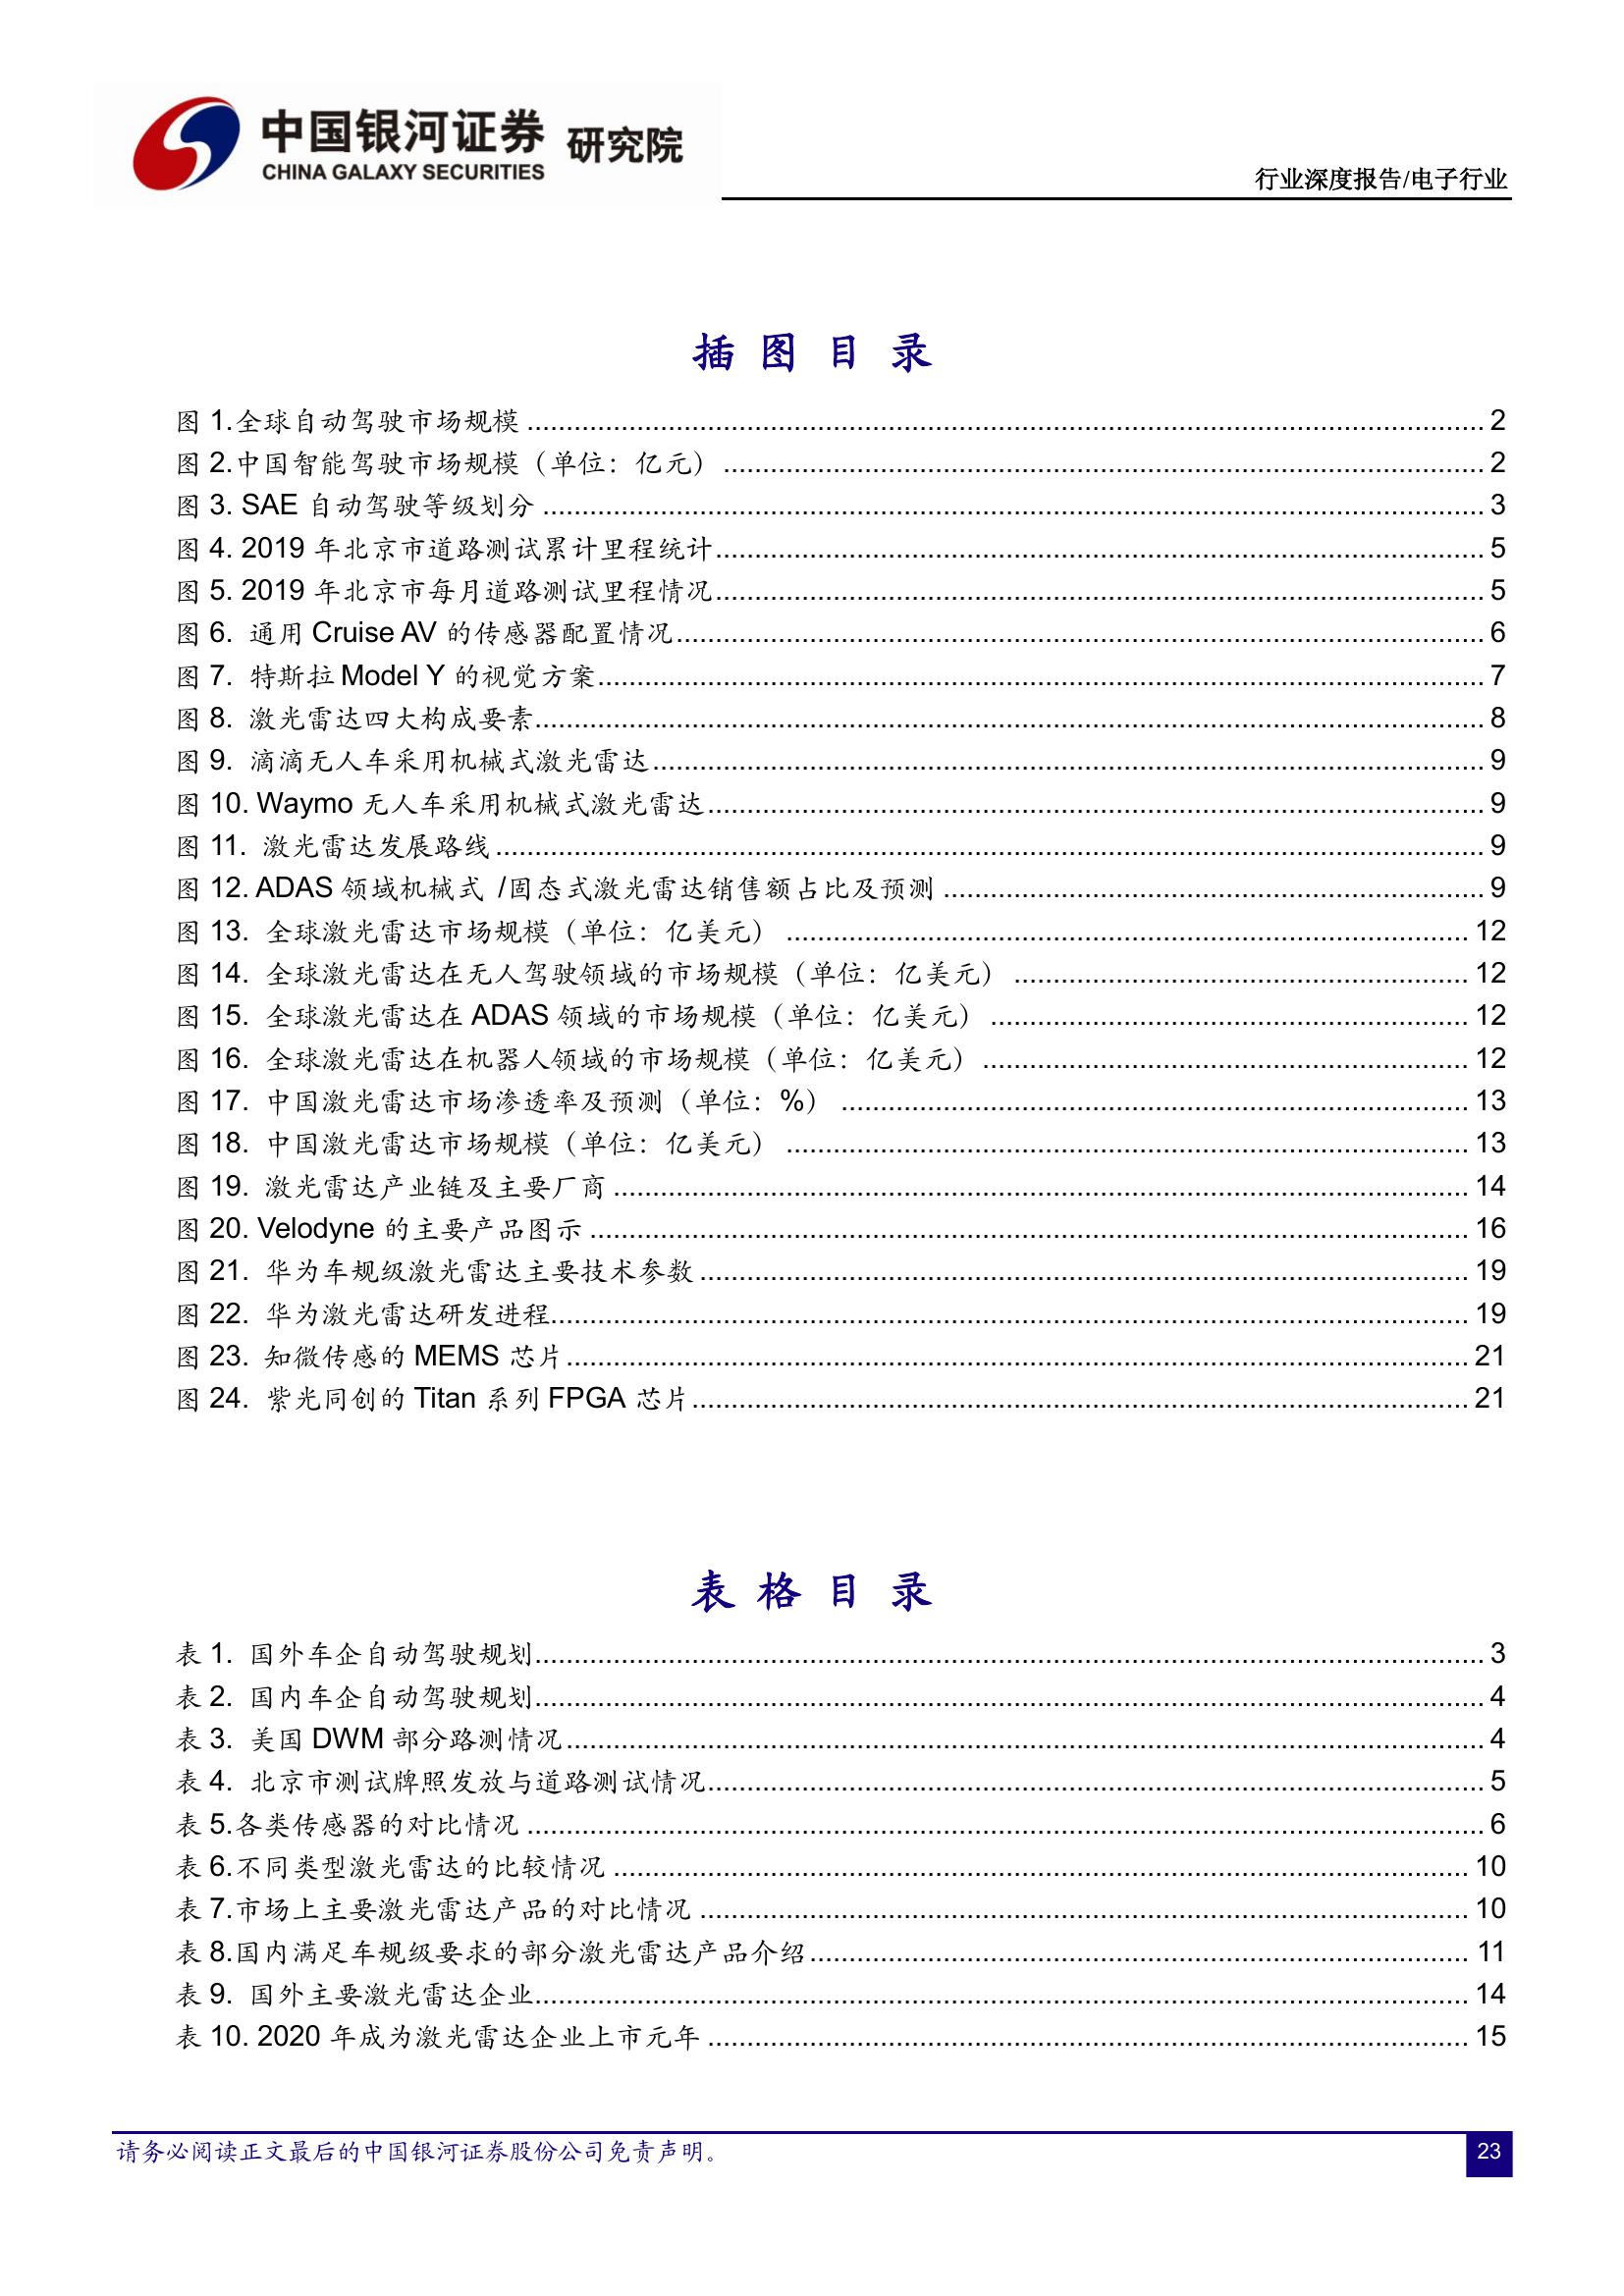 中国银河证券 研究院
CHINA GALAXY SECURITIES
行业深度报告/电子行业
插 图 目 录
图 1.全球自动驾驶市场规模 ........ 2
图 2.中国智能驾驶市场规模（单位：亿元） ........ 2
图 3. SAE 自动驾驶等级划分 ........ 3
图 4. 2019 年北京市道路测试累计里程统计........ 5
图 5. 2019 年北京市每月道路测试里程情况........ 5
图 6. 通用 Cruise AV 的传感器配置情况........ 6
图 7. 特斯拉 Model Y 的视觉方案........ 7
图 8. 激光雷达四大构成要素........ 8
图 9. 滴滴无人车采用机械式激光雷达........ 9
图 10. Waymo 无人车采用机械式激光雷达........ 9
图 11. 激光雷达发展路线 ........ 9
图 12. ADAS 领域机械式 /固态式激光雷达销售额占比及预测 ........ 9
图 13. 全球激光雷达市场规模（单位：亿美元） ........ 12
图 14. 全球激光雷达在无人驾驶领域的市场规模（单位：亿美元） ........ 12
图 15. 全球激光雷达在 ADAS 领域的市场规模（单位：亿美元） ........ 12
图 16. 全球激光雷达在机器人领域的市场规模（单位：亿美元） ........ 12
图 17. 中国激光雷达市场渗透率及预测（单位：%） ........ 13
图 18. 中国激光雷达市场规模（单位：亿美元） ........ 13
图 19. 激光雷达产业链及主要厂商 ........ 14
图 20. Velodyne 的主要产品图示 ........ 16
图 21. 华为车规级激光雷达主要技术参数 ........ 19
图 22. 华为激光雷达研发进程........ 19
图 23. 知微传感的 MEMS 芯片........ 21
图 24. 紫光同创的 Titan 系列 FPGA 芯片........ 21
表 格 目 录
表 1. 国外车企自动驾驶规划........ 3
表 2. 国内车企自动驾驶规划........ 4
表 3. 美国 DWM 部分路测情况........ 4
表 4. 北京市测试牌照发放与道路测试情况........ 5
表 5.各类传感器的对比情况 ........ 6
表 6.不同类型激光雷达的比较情况 ........ 10
表 7.市场上主要激光雷达产品的对比情况 ........ 10
表 8.国内满足车规级要求的部分激光雷达产品介绍........ 11
表 9. 国外主要激光雷达企业........ 14
表 10. 2020 年成为激光雷达企业上市元年 ........ 15
请务必阅读正文最后的中国银河证券股份公司免责声明。
23